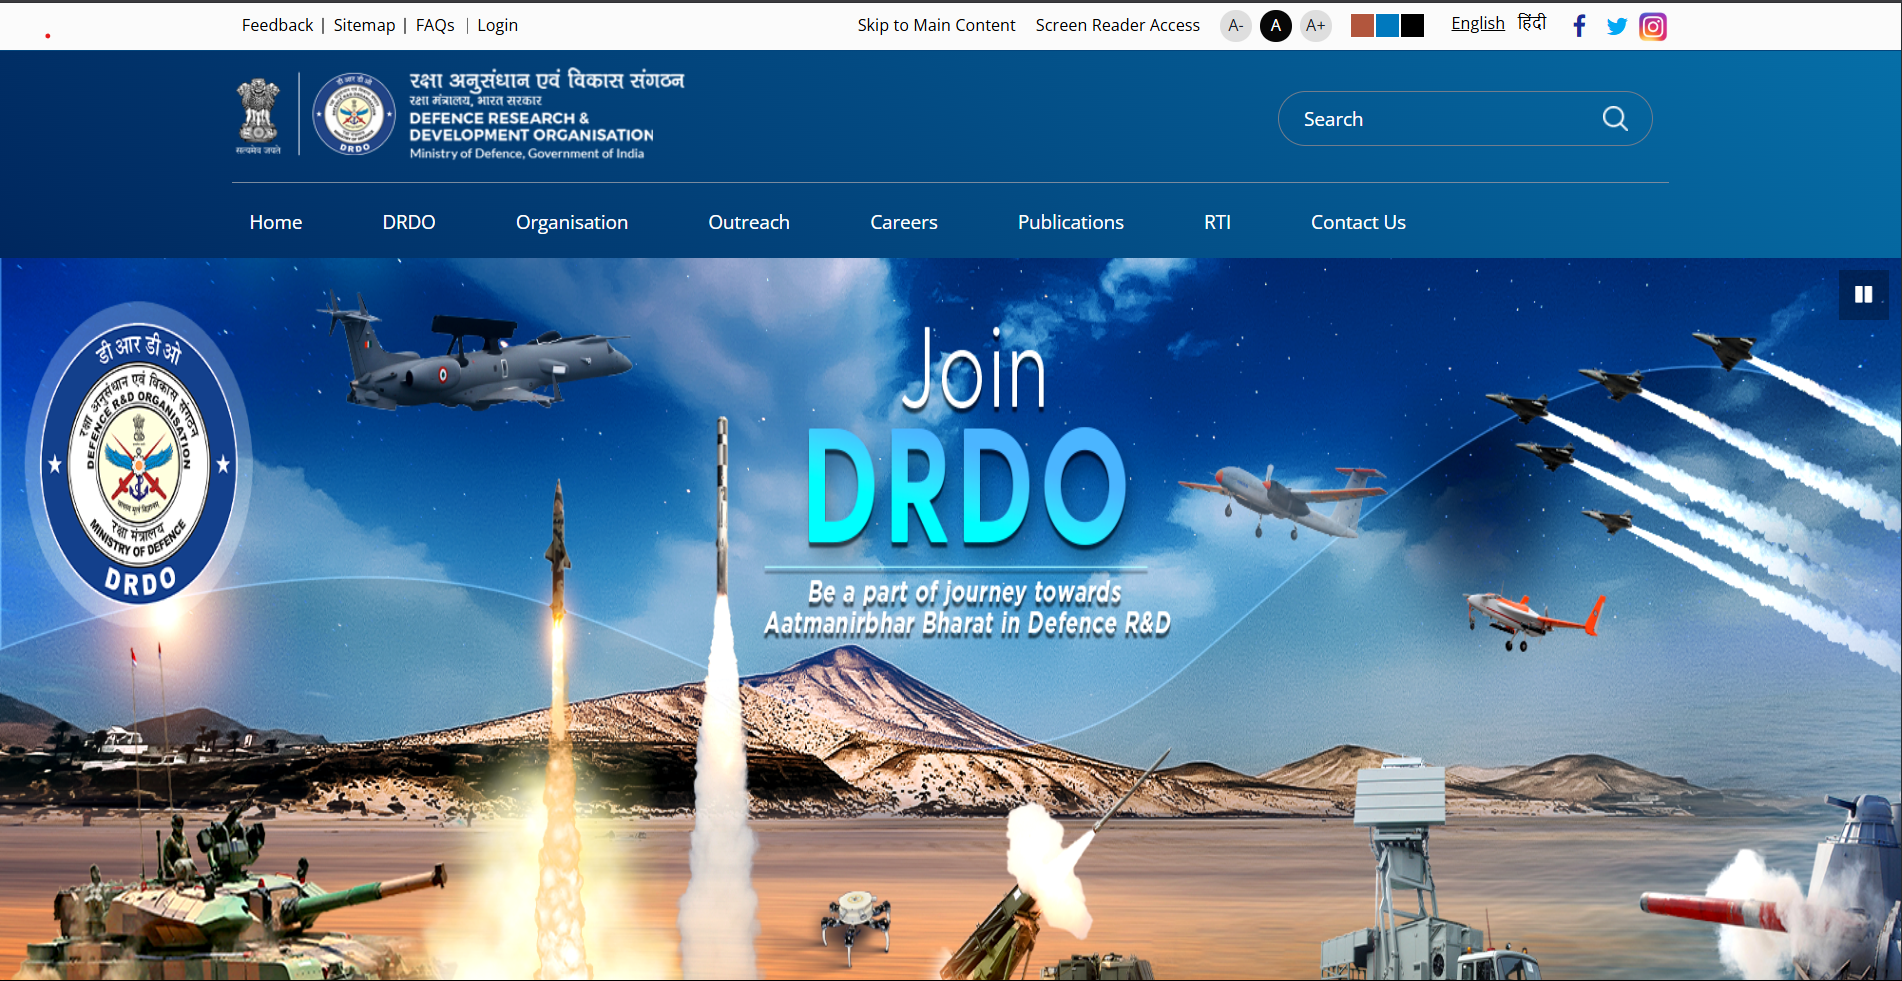 Feedback | Sitemap | FAQs | Login
Skip to Main Content Screen Reader Access A- A A+ English हिंदी
रक्षा अनुसंधान एवं विकास संगठन
रक्षा मंत्रालय, भारत सरकार
DEFENCE RESEARCH &
DEVELOPMENT ORGANISATION
Ministry of Defence, Government of India
सत्यमेव जयते
DRDO
Search
Home DRDO Organisation Outreach Careers Publications RTI Contact Us
डी आर डी ओ
रक्षा अनुसंधान एवं विकास संगठन
DEFENCE R&D ORGANISATION
रक्षा मंत्रालय
MINISTRY OF DEFENCE
DRDO
Join
DRDO
Be a part of journey towards
Aatmanirbhar Bharat in Defence R&D